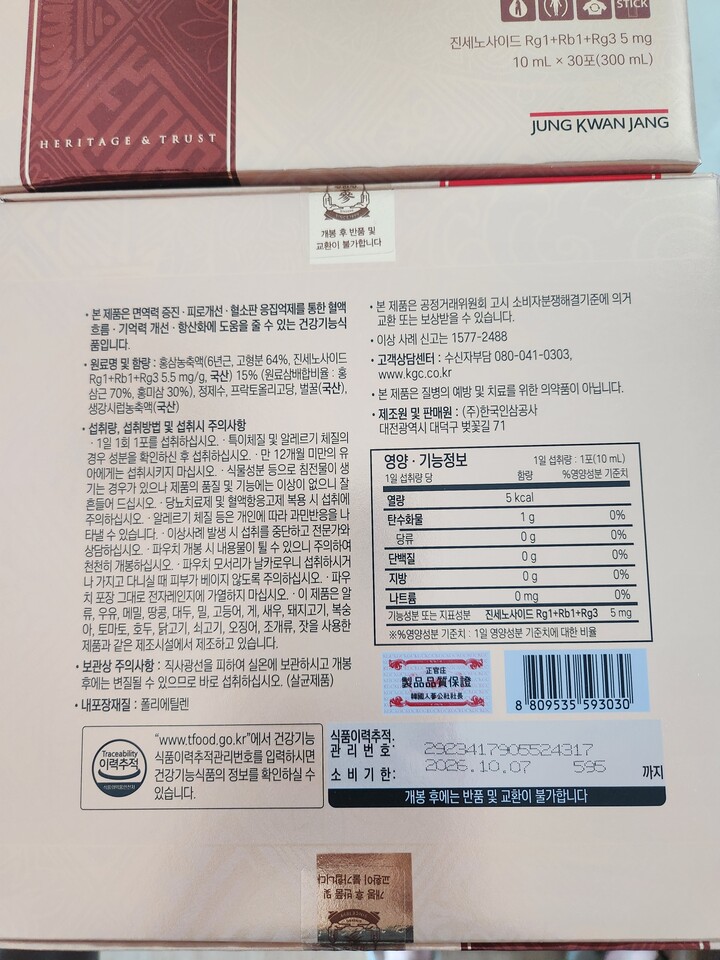 STICK
진세노사이드 Rg1+Rb1+Rg3 5 mg
10 mL × 30포(300 mL)
JUNG KWAN JANG
HERITAGE & TRUST
蔘
개봉 후 반품 및
교환이 불가합니다
• 본 제품은 면역력 증진 · 피로개선 · 혈소판 응집억제를 통한 혈액
흐름 · 기억력 개선 · 항산화에 도움을 줄 수 있는 건강기능식
품입니다.
• 원료명 및 함량 : 홍삼농축액(6년근, 고형분 64%, 진세노사이드
Rg1+Rb1+Rg3 5.5 mg/g, 국산) 15% (원료삼배합비율 : 홍
삼근 70%, 홍미삼 30%), 정제수, 프락토올리고당, 벌꿀(국산),
생강시럽농축액(국산)
• 섭취량, 섭취방법 및 섭취시 주의사항
· 1일 1회 1포를 섭취하십시오. · 특이체질 및 알레르기 체질의
경우 성분을 확인하신 후 섭취하십시오. · 만 12개월 미만의 유
아에게는 섭취시키지 마십시오. · 식물성분 등으로 침전물이 생
기는 경우가 있으나 제품의 품질 및 기능에는 이상이 없으니 잘
흔들어 드십시오. · 당뇨치료제 및 혈액항응고제 복용 시 섭취에
주의하십시오. · 알레르기 체질 등은 개인에 따라 과민반응을 나
타낼 수 있습니다. · 이상사례 발생 시 섭취를 중단하고 전문가와
상담하십시오. · 파우치 개봉 시 내용물이 튈 수 있으니 주의하여
천천히 개봉하십시오. · 파우치 모서리가 날카로우니 섭취하시거
나 가지고 다니실 때 피부가 베이지 않도록 주의하십시오. · 파우
치 포장 그대로 전자레인지에 가열하지 마십시오. · 이 제품은 알
류, 우유, 메밀, 땅콩, 대두, 밀, 고등어, 게, 새우, 돼지고기, 복숭
아, 토마토, 호두, 닭고기, 쇠고기, 오징어, 조개류, 잣을 사용한
제품과 같은 제조시설에서 제조하고 있습니다.
• 보관상 주의사항 : 직사광선을 피하여 실온에 보관하시고 개봉
후에는 변질될 수 있으므로 바로 섭취하십시오. (살균제품)
• 내포장재질 : 폴리에틸렌
• 본 제품은 공정거래위원회 고시 소비자분쟁해결기준에 의거
교환 또는 보상받을 수 있습니다.
• 이상 사례 신고는 1577-2488
• 고객상담센터 : 수신자부담 080-041-0303,
www.kgc.co.kr
• 본 제품은 질병의 예방 및 치료를 위한 의약품이 아닙니다.
• 제조원 및 판매원 : (주)한국인삼공사
대전광역시 대덕구 벚꽃길 71
영양 · 기능정보 1일 섭취량 : 1포(10 mL)
1일 섭취량 당 함량 %영양성분 기준치
열량 5 kcal
탄수화물 1 g 0%
당류 0 g 0%
단백질 0 g 0%
지방 0 g 0%
나트륨 0 mg 0%
기능성분 또는 지표성분 진세노사이드 Rg1+Rb1+Rg3 5 mg
※%영양성분 기준치 : 1일 영양성분 기준치에 대한 비율
正官庄
製品品質保證
韓國人蔘公社社長
8 809535 593030
Traceability
이력추적
"www.tfood.go.kr"에서 건강기능
식품이력추적관리번호를 입력하시면
건강기능식품의 정보를 확인하실 수
있습니다.
식품이력추적
관 리 번 호: 2923417905524317
소 비 기 한: 2026.10.07 595 까지
개봉 후에는 반품 및 교환이 불가합니다
개봉 후 반품 및
교환이 불가합니다